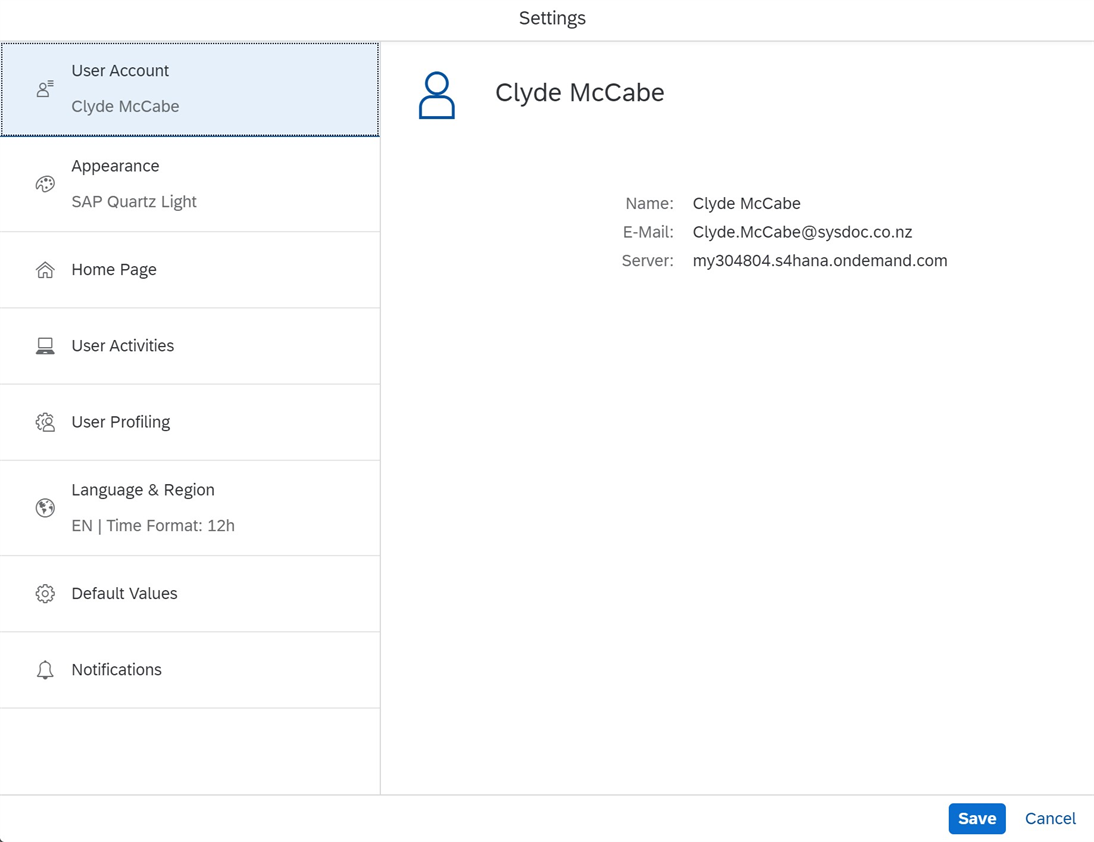 Settings
User Account
Clyde McCabe
Appearance
SAP Quartz Light
Home Page
User Activities
User Profiling
Language & Region
EN | Time Format: 12h
Default Values
Notifications
Clyde McCabe
Name: Clyde McCabe
E-Mail: Clyde.McCabe@sysdoc.co.nz
Server: my304804.s4hana.ondemand.com
Save Cancel